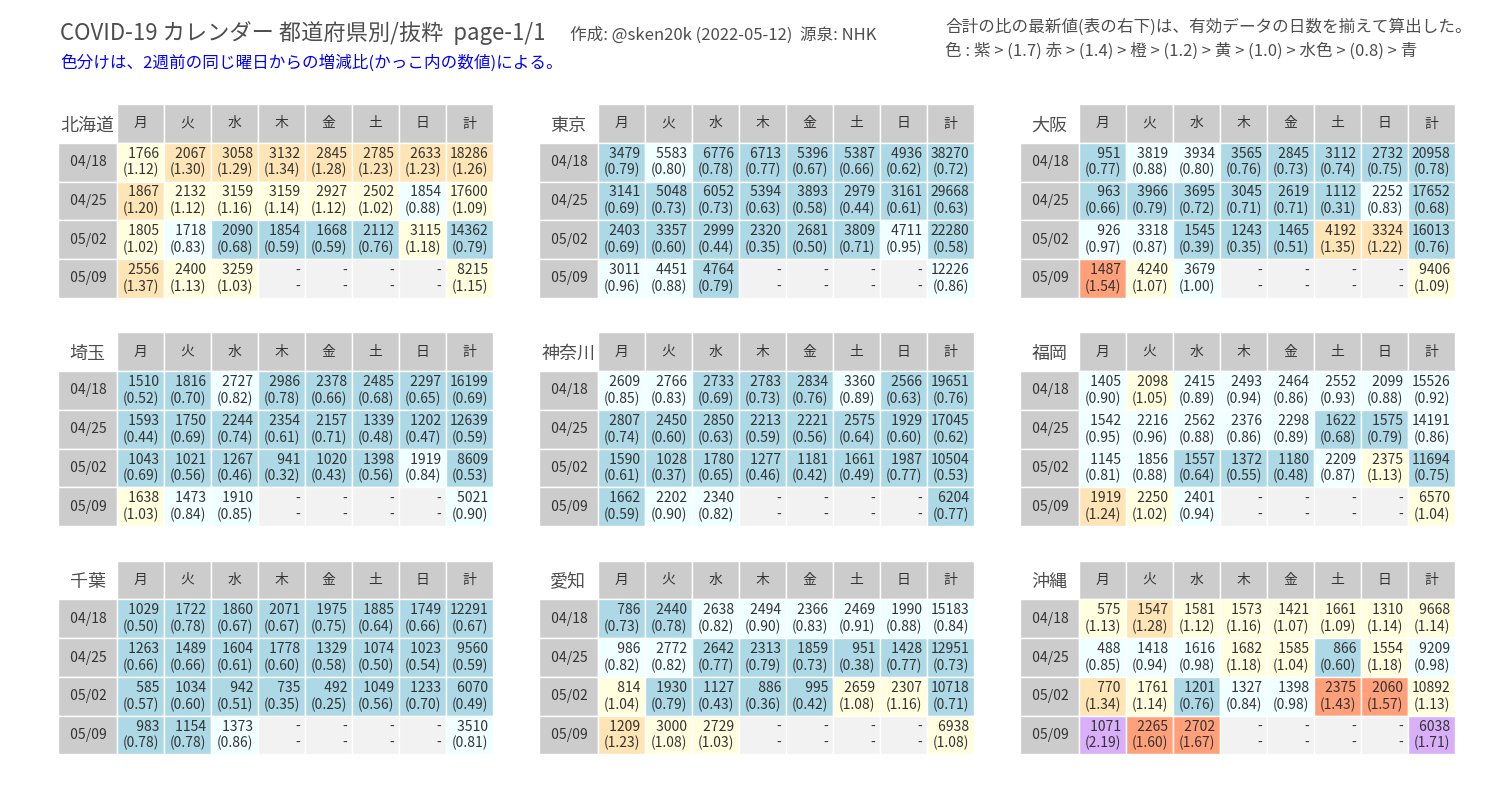 COVID-19 カレンダー 都道府県別/抜粋 page-1/1 作成: @sken20k (2022-05-12) 源泉: NHK
色分けは、2週前の同じ曜日からの増減比(かっこ内の数値)による。
合計の比の最新値(表の右下)は、有効データの日数を揃えて算出した。
色 : 紫 > (1.7) 赤 > (1.4) > 橙 > (1.2) > 黄 > (1.0) > 水色 > (0.8) > 青
北海道 月 火 水 木 金 土 日 計
04/18 1766 2067 3058 3132 2845 2785 2633 18286
(1.12) (1.30) (1.29) (1.34) (1.28) (1.23) (1.23) (1.26)
04/25 1867 2132 3159 3159 2927 2502 1854 17600
(1.20) (1.12) (1.16) (1.14) (1.12) (1.02) (0.88) (1.09)
05/02 1805 1718 2090 1854 1668 2112 3115 14362
(1.02) (0.83) (0.68) (0.59) (0.59) (0.76) (1.18) (0.79)
05/09 2556 2400 3259 - - - - 8215
(1.37) (1.13) (1.03) - - - - (1.15)
東京 月 火 水 木 金 土 日 計
04/18 3479 5583 6776 6713 5396 5387 4936 38270
(0.79) (0.80) (0.78) (0.77) (0.67) (0.66) (0.62) (0.72)
04/25 3141 5048 6052 5394 3893 2979 3161 29668
(0.69) (0.73) (0.73) (0.63) (0.58) (0.44) (0.61) (0.63)
05/02 2403 3357 2999 2320 2681 3809 4711 22280
(0.69) (0.60) (0.44) (0.35) (0.50) (0.71) (0.95) (0.58)
05/09 3011 4451 4764 - - - - 12226
(0.96) (0.88) (0.79) - - - - (0.86)
大阪 月 火 水 木 金 土 日 計
04/18 951 3819 3934 3565 2845 3112 2732 20958
(0.77) (0.88) (0.80) (0.76) (0.73) (0.74) (0.75) (0.78)
04/25 963 3966 3695 3045 2619 1112 2252 17652
(0.66) (0.79) (0.72) (0.71) (0.71) (0.31) (0.83) (0.68)
05/02 926 3318 1545 1243 1465 4192 3324 16013
(0.97) (0.87) (0.39) (0.35) (0.51) (1.35) (1.22) (0.76)
05/09 1487 4240 3679 - - - - 9406
(1.54) (1.07) (1.00) - - - - (1.09)
埼玉 月 火 水 木 金 土 日 計
04/18 1510 1816 2727 2986 2378 2485 2297 16199
(0.52) (0.70) (0.82) (0.78) (0.66) (0.68) (0.65) (0.69)
04/25 1593 1750 2244 2354 2157 1339 1202 12639
(0.44) (0.69) (0.74) (0.61) (0.71) (0.48) (0.47) (0.59)
05/02 1043 1021 1267 941 1020 1398 1919 8609
(0.69) (0.56) (0.46) (0.32) (0.43) (0.56) (0.84) (0.53)
05/09 1638 1473 1910 - - - - 5021
(1.03) (0.84) (0.85) - - - - (0.90)
神奈川 月 火 水 木 金 土 日 計
04/18 2609 2766 2733 2783 2834 3360 2566 19651
(0.85) (0.83) (0.69) (0.73) (0.76) (0.89) (0.63) (0.76)
04/25 2807 2450 2850 2213 2221 2575 1929 17045
(0.74) (0.60) (0.63) (0.59) (0.56) (0.64) (0.60) (0.62)
05/02 1590 1028 1780 1277 1181 1661 1987 10504
(0.61) (0.37) (0.65) (0.46) (0.42) (0.49) (0.77) (0.53)
05/09 1662 2202 2340 - - - - 6204
(0.59) (0.90) (0.82) - - - - (0.77)
福岡 月 火 水 木 金 土 日 計
04/18 1405 2098 2415 2493 2464 2552 2099 15526
(0.90) (1.05) (0.89) (0.94) (0.86) (0.93) (0.88) (0.92)
04/25 1542 2216 2562 2376 2298 1622 1575 14191
(0.95) (0.96) (0.88) (0.86) (0.89) (0.68) (0.79) (0.86)
05/02 1145 1856 1557 1372 1180 2209 2375 11694
(0.81) (0.88) (0.64) (0.55) (0.48) (0.87) (1.13) (0.75)
05/09 1919 2250 2401 - - - - 6570
(1.24) (1.02) (0.94) - - - - (1.04)
千葉 月 火 水 木 金 土 日 計
04/18 1029 1722 1860 2071 1975 1885 1749 12291
(0.50) (0.78) (0.67) (0.67) (0.75) (0.64) (0.66) (0.67)
04/25 1263 1489 1604 1778 1329 1074 1023 9560
(0.66) (0.66) (0.61) (0.60) (0.58) (0.50) (0.54) (0.59)
05/02 585 1034 942 735 492 1049 1233 6070
(0.57) (0.60) (0.51) (0.35) (0.25) (0.56) (0.70) (0.49)
05/09 983 1154 1373 - - - - 3510
(0.78) (0.78) (0.86) - - - - (0.81)
愛知 月 火 水 木 金 土 日 計
04/18 786 2440 2638 2494 2366 2469 1990 15183
(0.73) (0.78) (0.82) (0.90) (0.83) (0.91) (0.88) (0.84)
04/25 986 2772 2642 2313 1859 951 1428 12951
(0.82) (0.82) (0.77) (0.79) (0.73) (0.38) (0.77) (0.73)
05/02 814 1930 1127 886 995 2659 2307 10718
(1.04) (0.79) (0.43) (0.36) (0.42) (1.08) (1.16) (0.71)
05/09 1209 3000 2729 - - - - 6938
(1.23) (1.08) (1.03) - - - - (1.08)
沖縄 月 火 水 木 金 土 日 計
04/18 575 1547 1581 1573 1421 1661 1310 9668
(1.13) (1.28) (1.12) (1.16) (1.07) (1.09) (1.14) (1.14)
04/25 488 1418 1616 1682 1585 866 1554 9209
(0.85) (0.94) (0.98) (1.18) (1.04) (0.60) (1.18) (0.98)
05/02 770 1761 1201 1327 1398 2375 2060 10892
(1.34) (1.14) (0.76) (0.84) (0.98) (1.43) (1.57) (1.13)
05/09 1071 2265 2702 - - - - 6038
(2.19) (1.60) (1.67) - - - - (1.71)